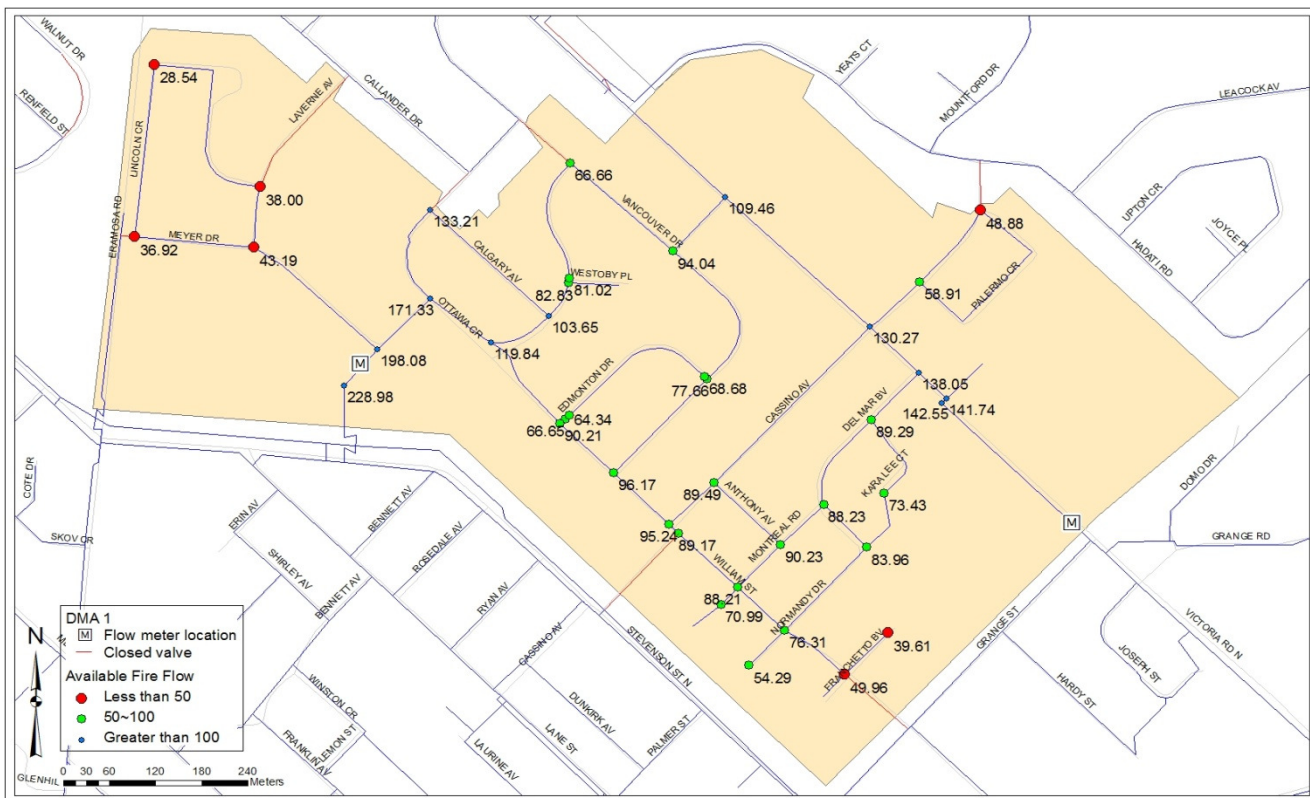 WALNUT DR
RENFIELD ST
CALLANDER DR
YEATS CT
MOUNTFORD DR
LEACOCK AV
28.54
LAVERNE AV
LINCOLN CR
66.66
38.00
VANCOUVER DR
109.46
48.88
UPTON CR
JOYCE PL
ERAMOSA RD
36.92
MEYER DR
43.19
133.21
CALGARY AV
94.04
HADATI RD
WESTOBY PL
82.83
81.02
58.91
PALERMO CR
171.33
OTTAWA CR
103.65
119.84
130.27
198.08
M
228.98
EDMONTON DR
77.66
68.68
CASSINO AV
138.05
142.55
141.74
DEL MAR BV
89.29
64.34
66.65
90.21
KARA LEE CT
COTE DR
DOMO DR
96.17
89.49
ANTHONY AV
73.43
BENNETT AV
ERIN AV
88.23
M
SKOV CR
ROSEDALE AV
95.24
89.17
MONTREAL RD
90.23
83.96
GRANGE RD
SHIRLEY AV
BENNETT AV
RYAN AV
WILLIAM ST
88.21
70.99
NORMANDY DR
GRANGE ST
VICTORIA RD N
DMA 1
M Flow meter location
Closed valve
Available Fire Flow
Less than 50
50~100
Greater than 100
N
76.31
39.61
STEVENSON ST N
CASSINO AV
54.29
49.96
JOSEPH ST
HARDY ST
WINSTON CR
LEMON ST
FRANKLIN AV
DUNKIRK AV
LANE ST
LAURINE AV
PALMER ST
GLENHIL
0 30 60 120 180 240
Meters